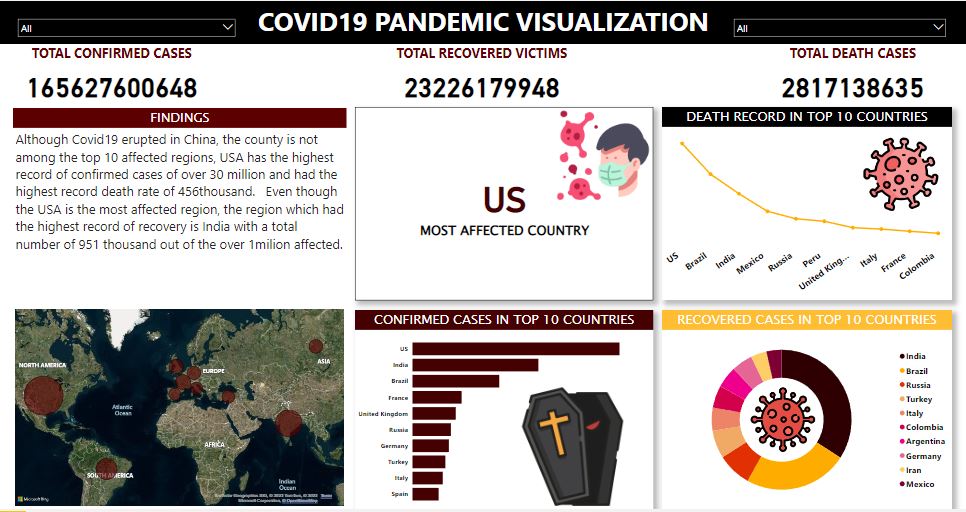 COVID19 PANDEMIC VISUALIZATION
All
All
TOTAL CONFIRMED CASES
TOTAL RECOVERED VICTIMS
TOTAL DEATH CASES
165627600648
23226179948
2817138635
FINDINGS
Although Covid19 erupted in China, the county is not
among the top 10 affected regions, USA has the highest
record of confirmed cases of over 30 million and had the
highest record death rate of 456thousand. Even though
the USA is the most affected region, the region which had
the highest record of recovery is India with a total
number of 951 thousand out of the over 1milion affected.
US
MOST AFFECTED COUNTRY
DEATH RECORD IN TOP 10 COUNTRIES
US
Brazil
India
Mexico
Russia
Peru
United King...
Italy
France
Colombia
NORTH AMERICA
EUROPE
ASIA
Atlantic
Ocean
AFRICA
SOUTH AMERICA
Indian
Ocean
Microsoft Bing
CONFIRMED CASES IN TOP 10 COUNTRIES
US
India
Brazil
France
United Kingdom
Russia
Germany
Turkey
Italy
Spain
RECOVERED CASES IN TOP 10 COUNTRIES
India
Brazil
Russia
Turkey
Italy
Colombia
Argentina
Germany
Iran
Mexico